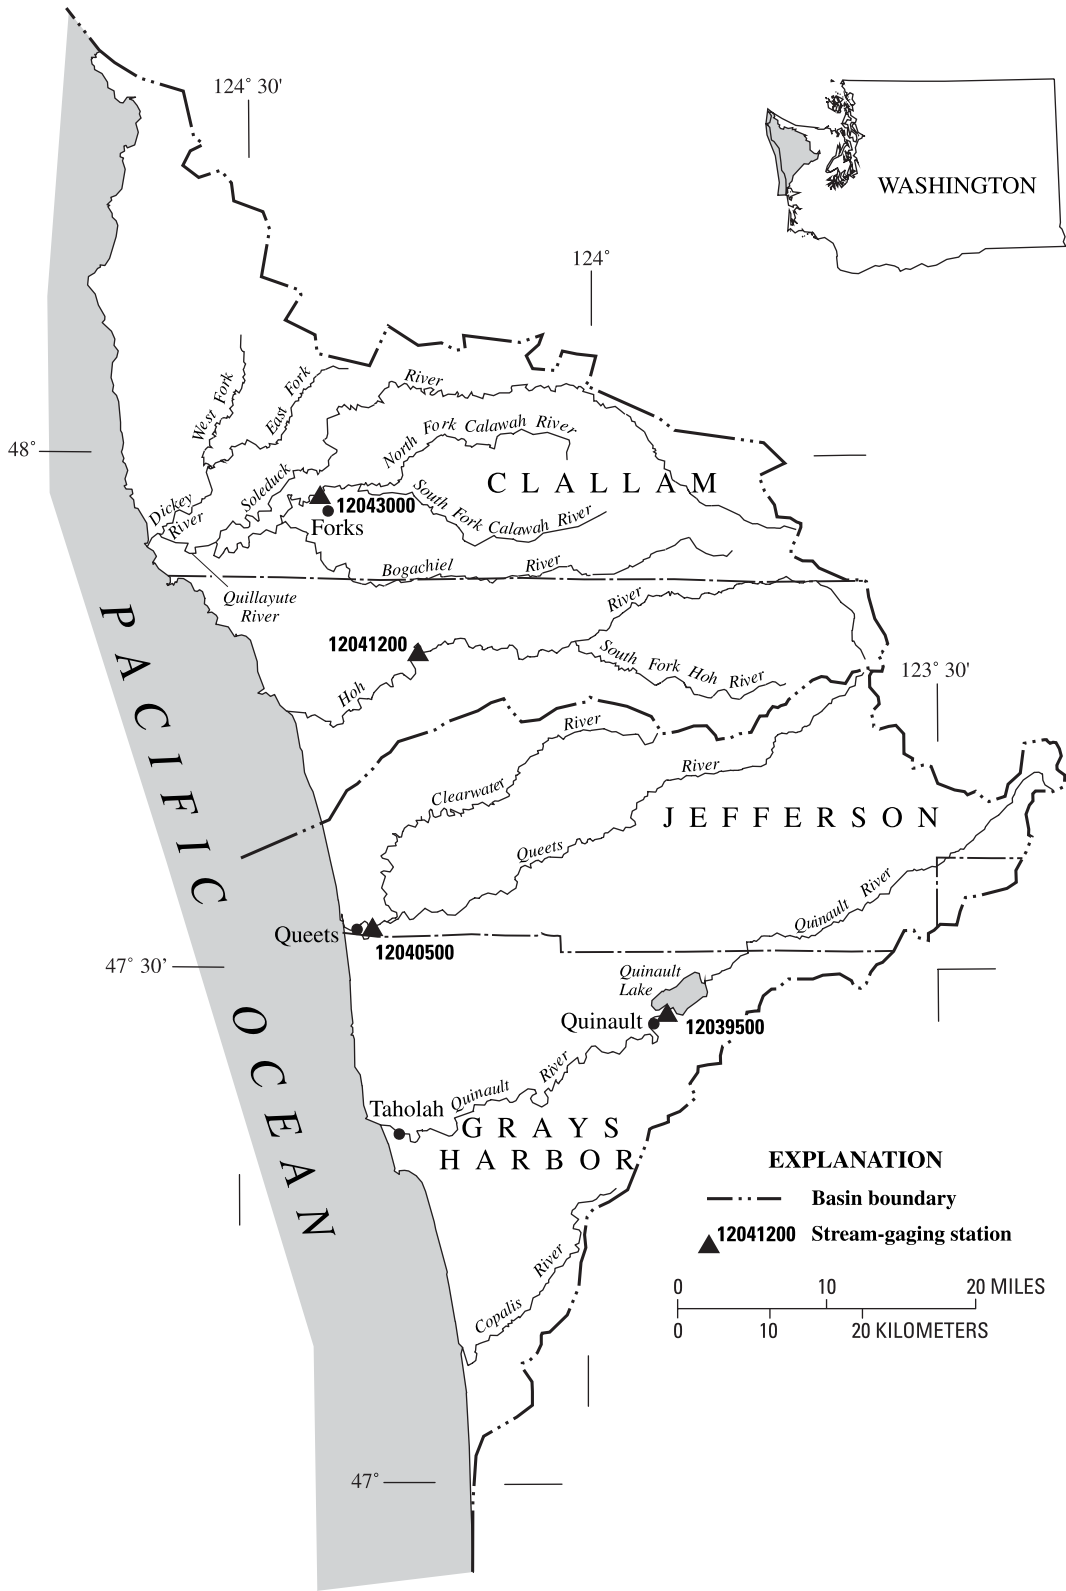 124° 30'
WASHINGTON
124°
River
West Fork
East Fork
North Fork Calawah River
48°
CLALLAM
Soleduck
South Fork Calawah River
Dickey
River
12043000
Forks
Bogachiel River
Quillayute
River
River
12041200
South Fork Hoh River
Hoh
123° 30'
PACIFIC OCEAN
River
Clearwater
River
JEFFERSON
Queets
Quinault River
Queets
12040500
47° 30'
Quinault
Lake
Quinault
12039500
River
Quinault
Taholah
GRAYS
HARBOR
EXPLANATION
Basin boundary
12041200 Stream-gaging station
River
Copalis
0 10 20 MILES
0 10 20 KILOMETERS
47°